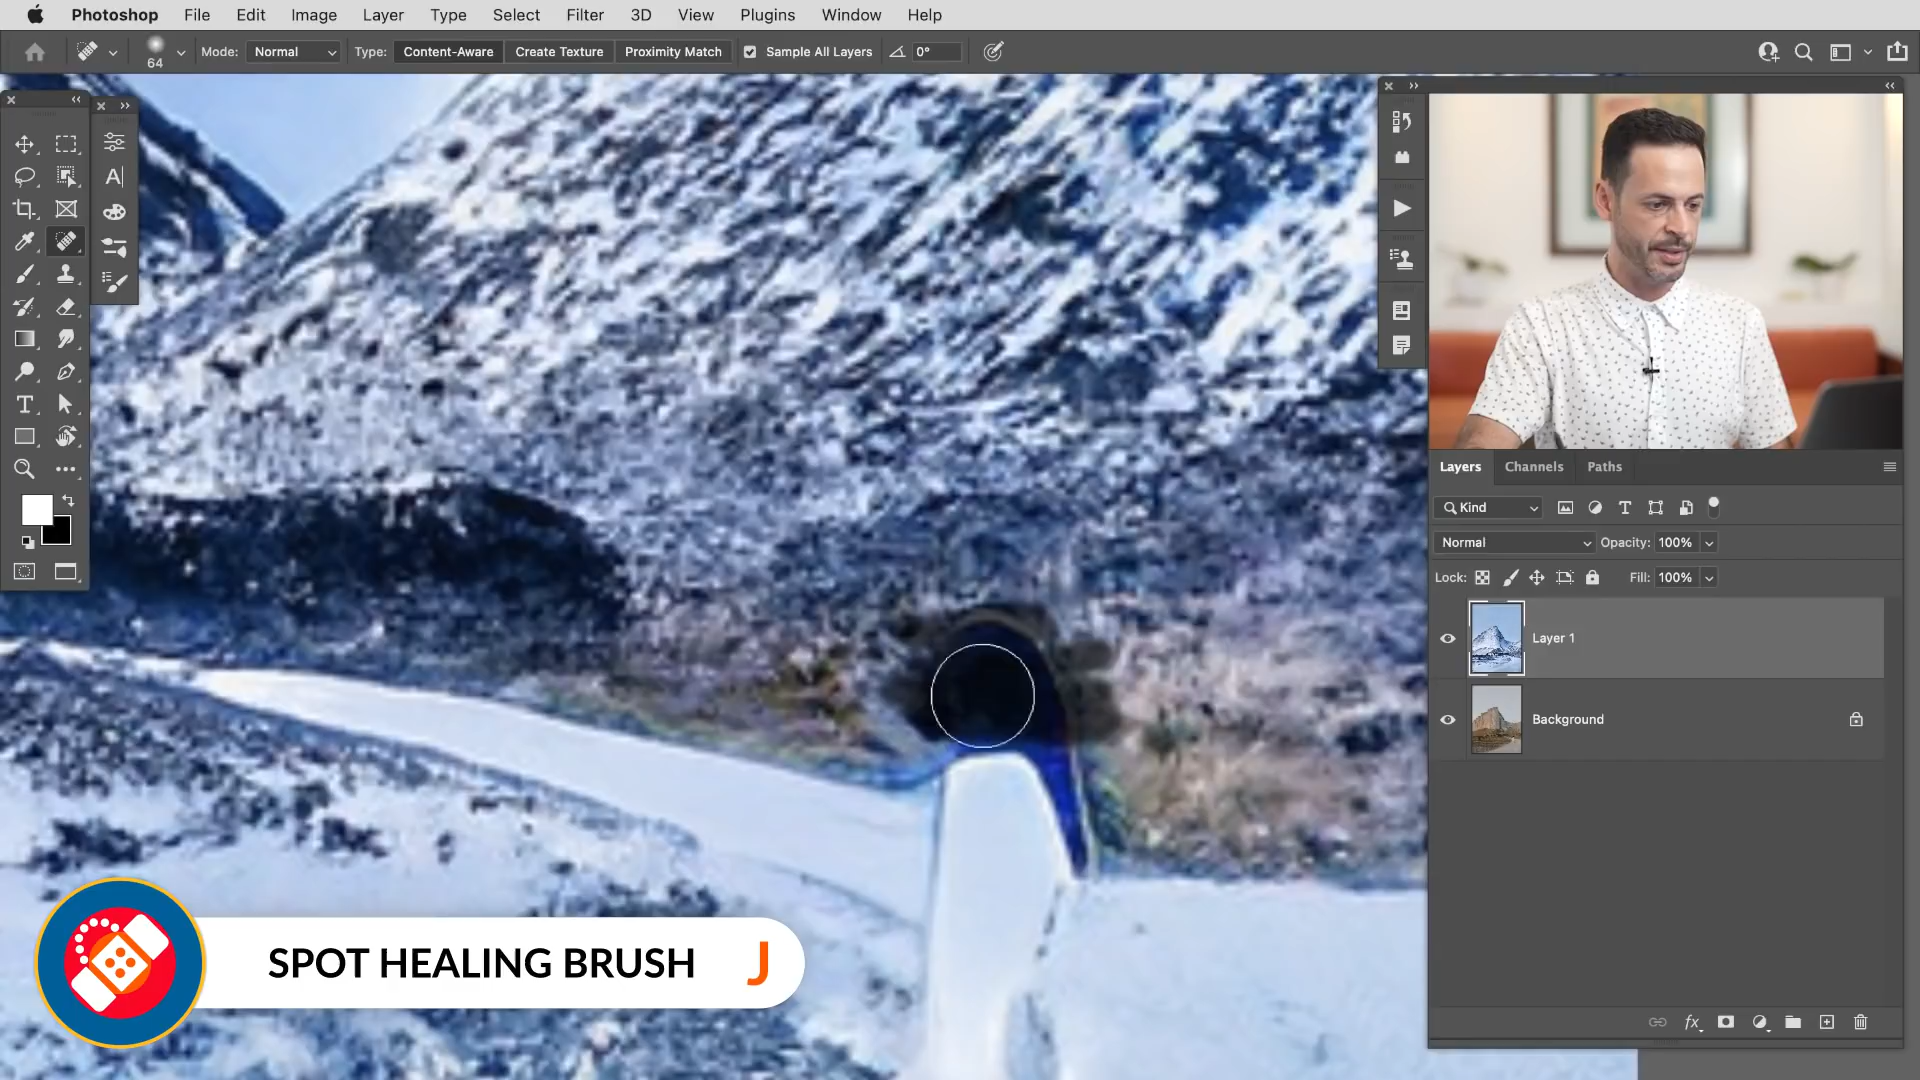 Photoshop File Edit Image Layer Type Select Filter 3D View Plugins Window Help
64 Mode: Normal Type: Content-Aware Create Texture Proximity Match Sample All Layers 0°
Layers Channels Paths
Kind
Normal Opacity: 100%
Lock: Fill: 100%
Layer 1
Background
SPOT HEALING BRUSH J